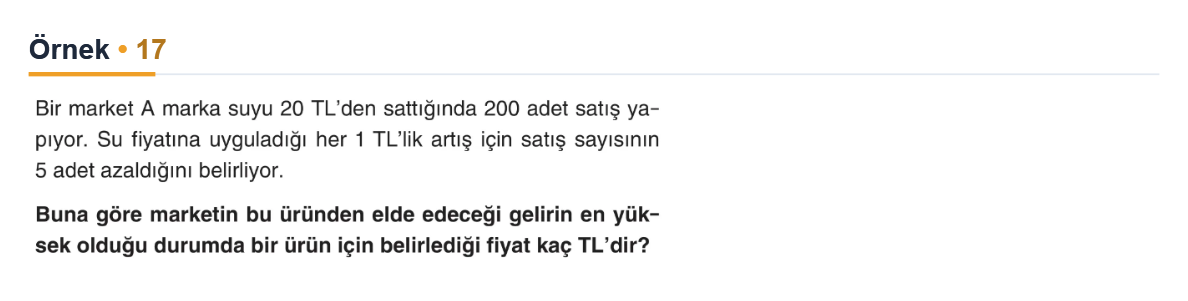 Örnek • 17
Bir market A marka suyu 20 TL'den sattığında 200 adet satış ya-
pıyor. Su fiyatına uyguladığı her 1 TL'lik artış için satış sayısının
5 adet azaldığını belirliyor.
Buna göre marketin bu üründen elde edeceği gelirin en yük-
sek olduğu durumda bir ürün için belirlediği fiyat kaç TL'dir?